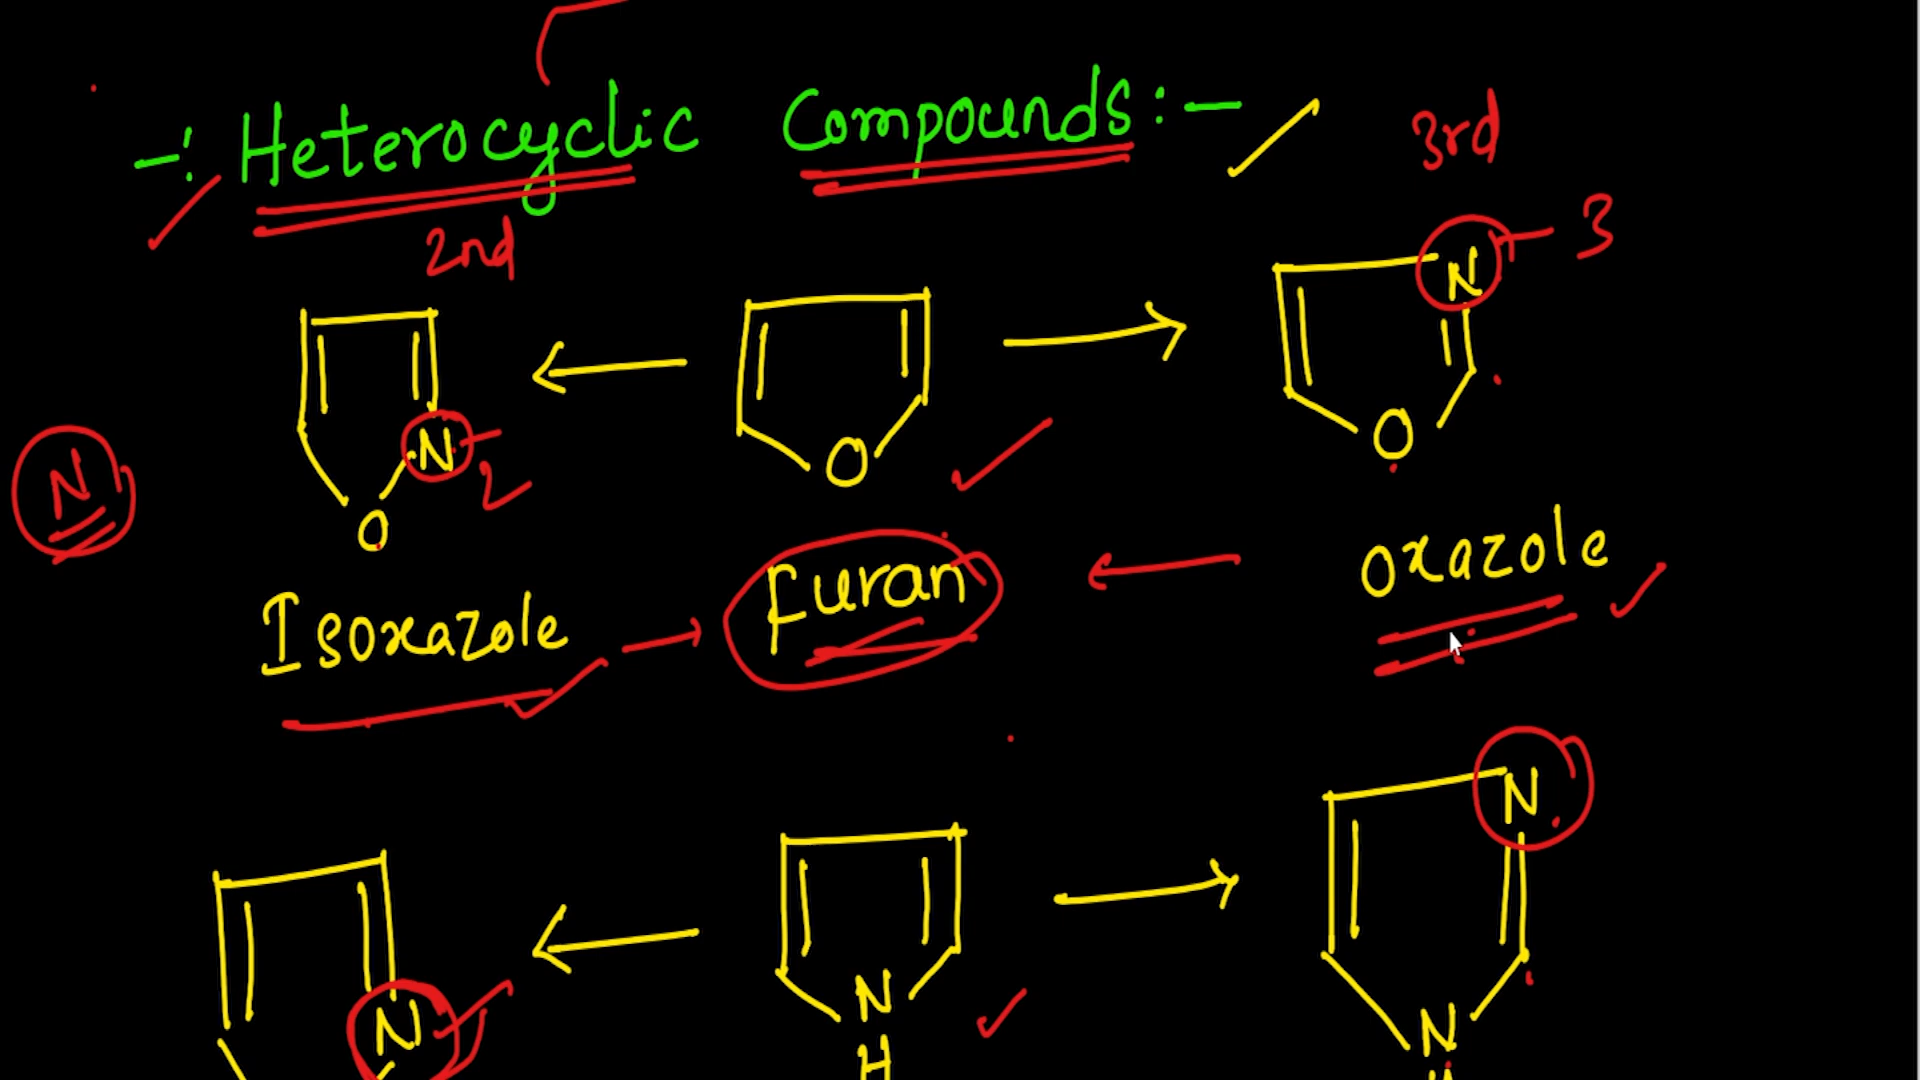 -: Heterocyclic Compounds:-
3rd
2nd
3
N
N
2
N
O
O
O
Isoxazole
Furan
oxazole
N
N
N
H
N